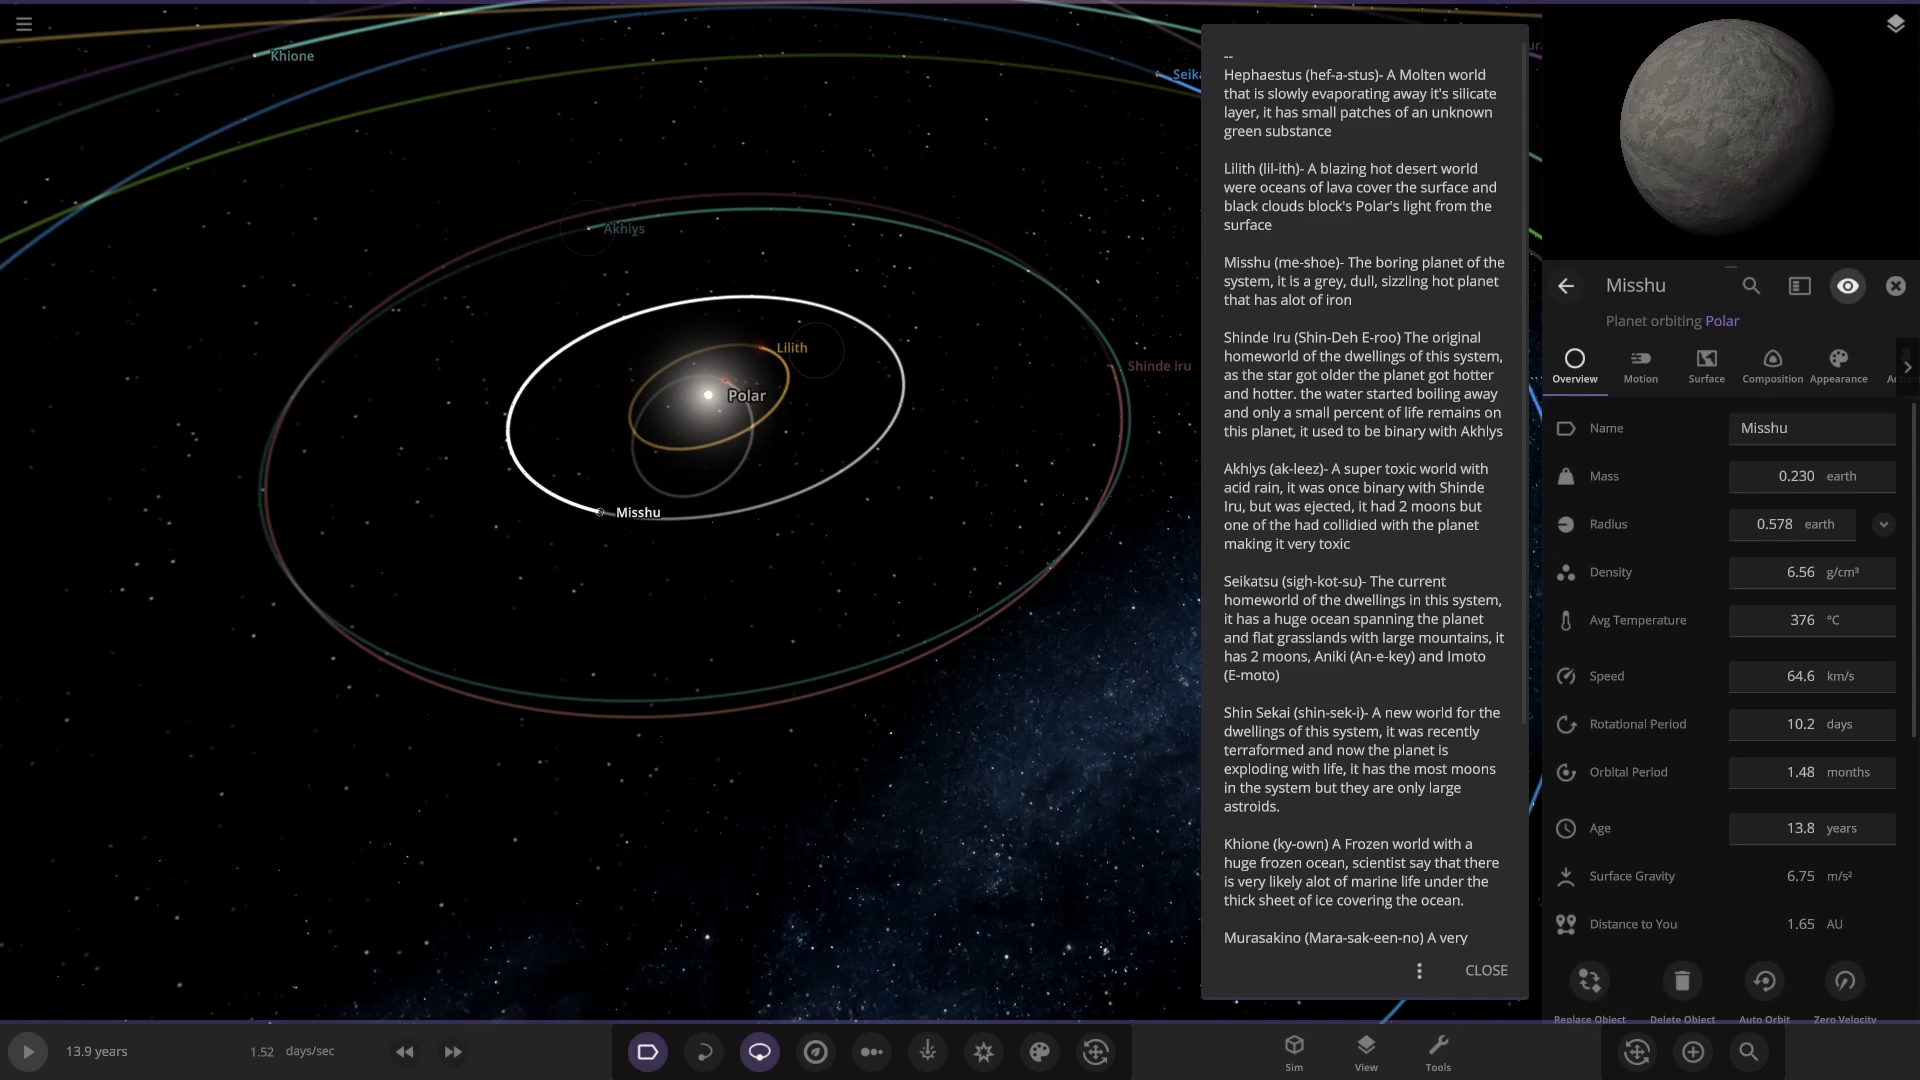 Khione
Seika
Akhlys
Lilith
Polar
Shinde iru
Misshu
--
Hephaestus (hef-a-stus)- A Molten world
that is slowly evaporating away it's silicate
layer, it has small patches of an unknown
green substance
Lilith (lil-ith)- A blazing hot desert world
were oceans of lava cover the surface and
black clouds block's Polar's light from the
surface
Misshu (me-shoe)- The boring planet of the
system, it is a grey, dull, sizzling hot planet
that has alot of iron
Shinde Iru (Shin-Deh E-roo) The original
homeworld of the dwellings of this system,
as the star got older the planet got hotter
and hotter. the water started boiling away
and only a small percent of life remains on
this planet, it used to be binary with Akhlys
Akhlys (ak-leez)- A super toxic world with
acid rain, it was once binary with Shinde
Iru, but was ejected, it had 2 moons but
one of the had collidied with the planet
making it very toxic
Seikatsu (sigh-kot-su)- The current
homeworld of the dwellings in this system,
it has a huge ocean spanning the planet
and flat grasslands with large mountains, it
has 2 moons, Aniki (An-e-key) and Imoto
(E-moto)
Shin Sekai (shin-sek-i)- A new world for the
dwellings of this system, it was recently
terraformed and now the planet is
exploding with life, it has the most moons
in the system but they are only large
astroids.
Khione (ky-own) A Frozen world with a
huge frozen ocean, scientist say that there
is very likely alot of marine life under the
thick sheet of ice covering the ocean.
Murasakino (Mara-sak-een-no) A very
CLOSE
Misshu
Planet orbiting Polar
Overview Motion Surface Composition Appearance
Name Misshu
Mass 0.230 earth
Radius 0.578 earth
Density 6.56 g/cm³
Avg Temperature 376 °C
Speed 64.6 km/s
Rotational Period 10.2 days
Orbital Period 1.48 months
Age 13.8 years
Surface Gravity 6.75 m/s²
Distance to You 1.65 AU
Replace Object Delete Object Auto Orbit Zero Velocity
13.9 years 1.52 days/sec
Sim View Tools